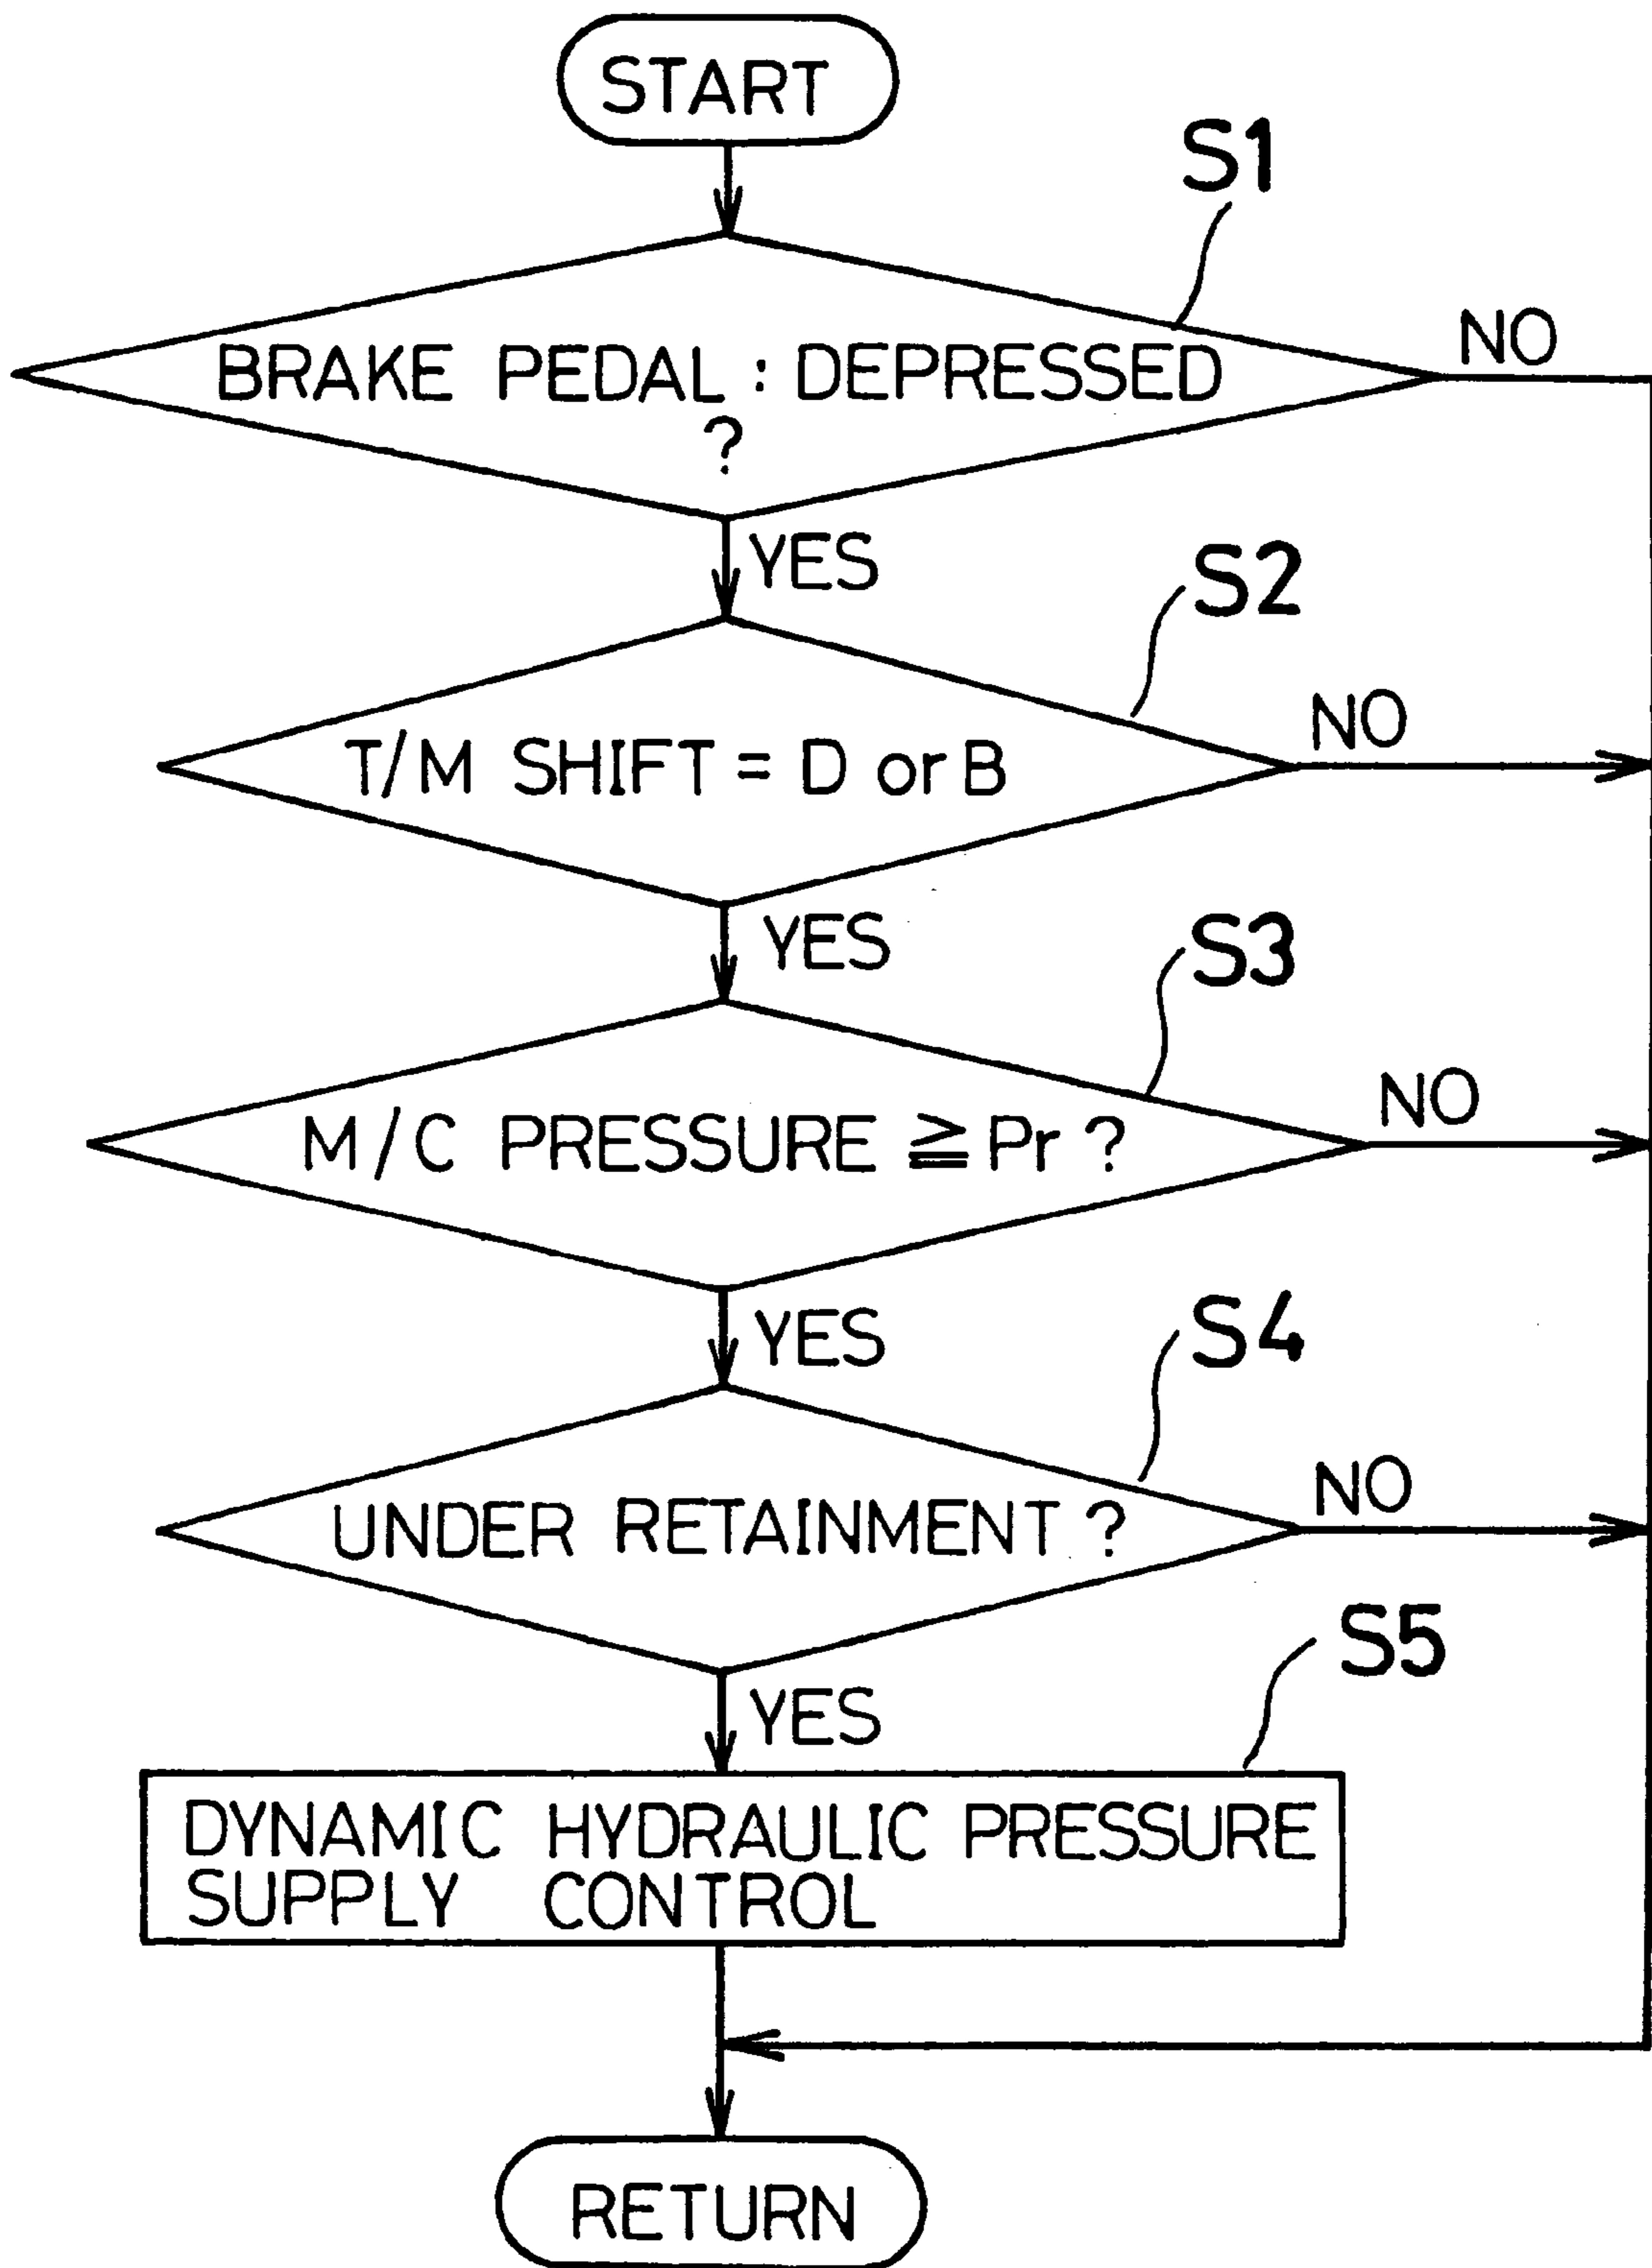 START
S1
BRAKE PEDAL : DEPRESSED
?
NO
YES
S2
T/M SHIFT = D or B
NO
YES
S3
M/C PRESSURE ≧ Pr ?
NO
YES
S4
UNDER RETAINMENT ?
NO
YES
S5
DYNAMIC HYDRAULIC PRESSURE
SUPPLY CONTROL
RETURN